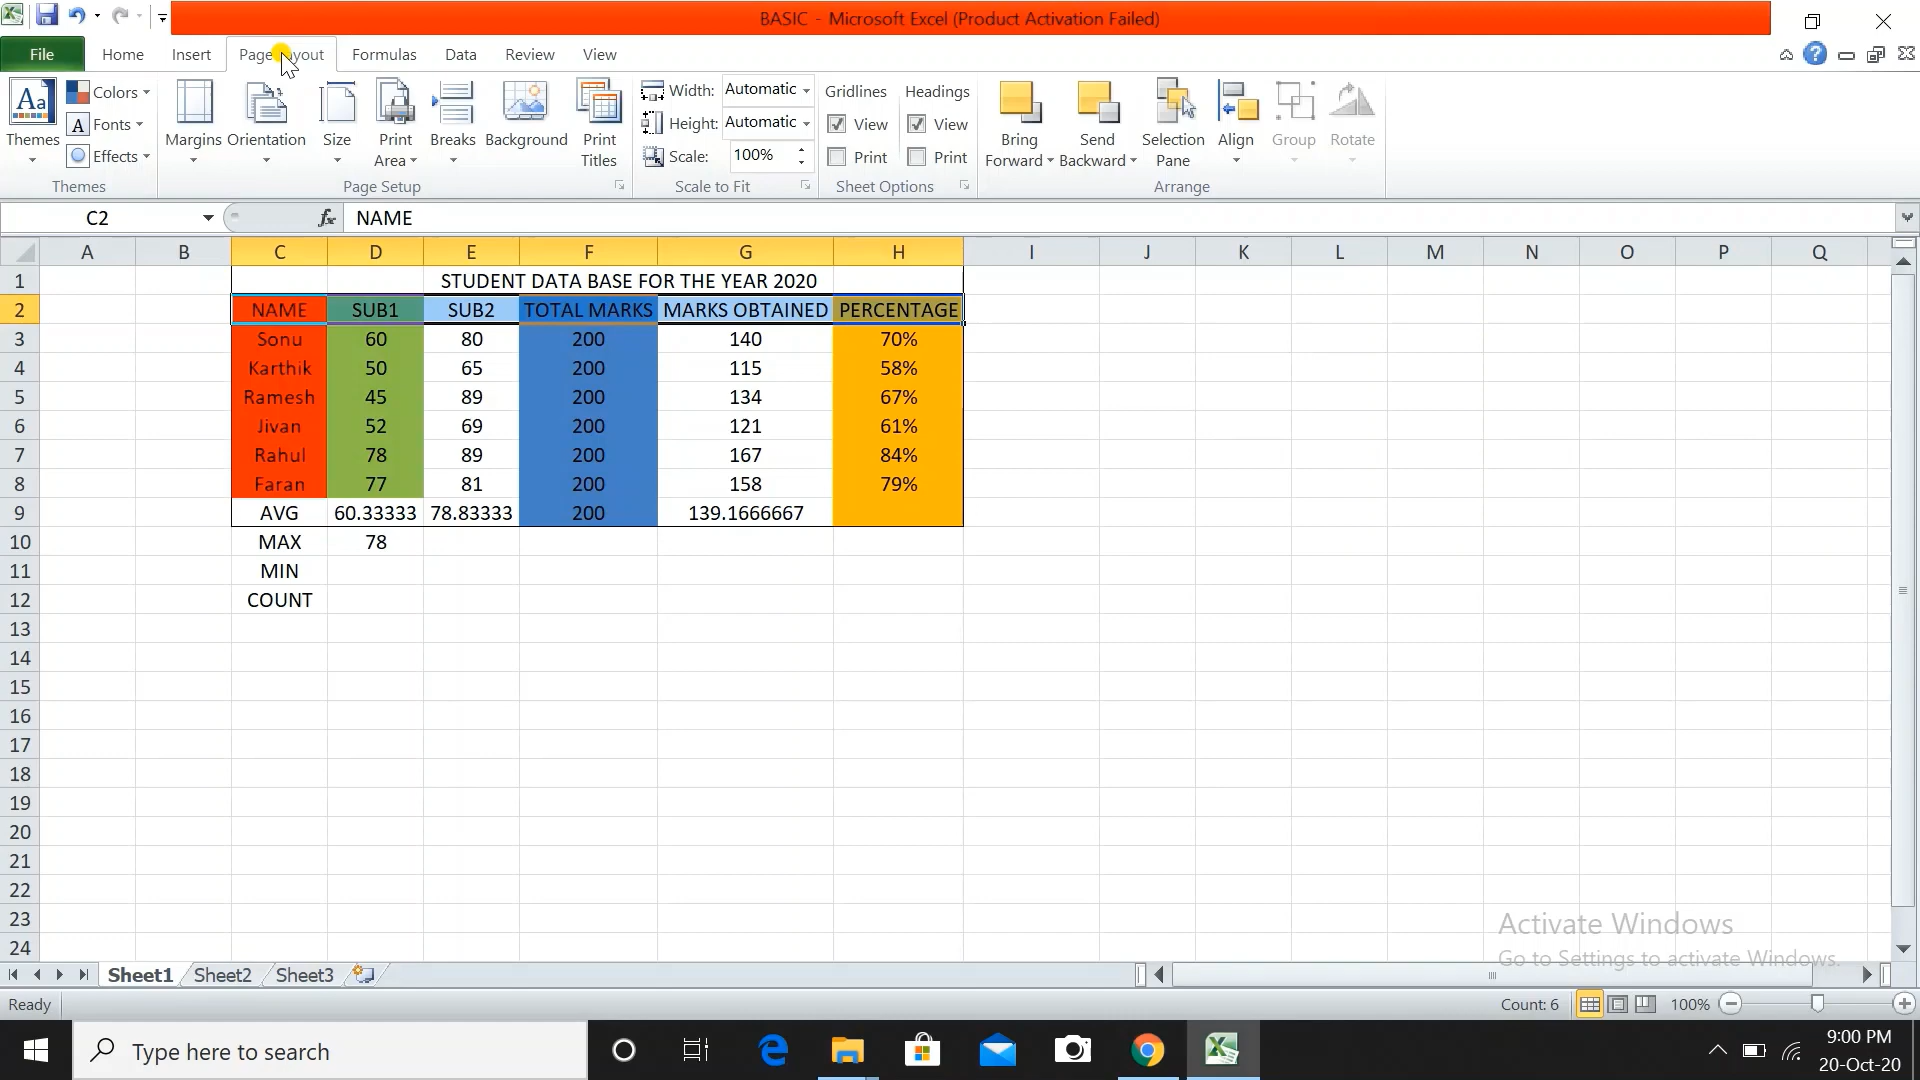 BASIC - Microsoft Excel (Product Activation Failed)
File Home Insert Page Layout Formulas Data Review View
Themes
Colors
Fonts
Effects
Themes
Margins Orientation Size Print Area Breaks Background Print Titles
Page Setup
Width: Automatic
Height: Automatic
Scale: 100%
Scale to Fit
Gridlines Headings
View View
Print Print
Sheet Options
Bring Forward Send Backward Selection Pane Align Group Rotate
Arrange
C2 fx NAME
A B C D E F G H I J K L M N O P Q
1 STUDENT DATA BASE FOR THE YEAR 2020
2 NAME SUB1 SUB2 TOTAL MARKS MARKS OBTAINED PERCENTAGE
3 Sonu 60 80 200 140 70%
4 Karthik 50 65 200 115 58%
5 Ramesh 45 89 200 134 67%
6 Jivan 52 69 200 121 61%
7 Rahul 78 89 200 167 84%
8 Faran 77 81 200 158 79%
9 AVG 60.33333 78.83333 200 139.1666667
10 MAX 78
11 MIN
12 COUNT
13
14
15
16
17
18
19
20
21
22
23
24
Activate Windows
Go to Settings to activate Windows.
Sheet1 Sheet2 Sheet3
Ready Count: 6 100%
Type here to search
9:00 PM
20-Oct-20